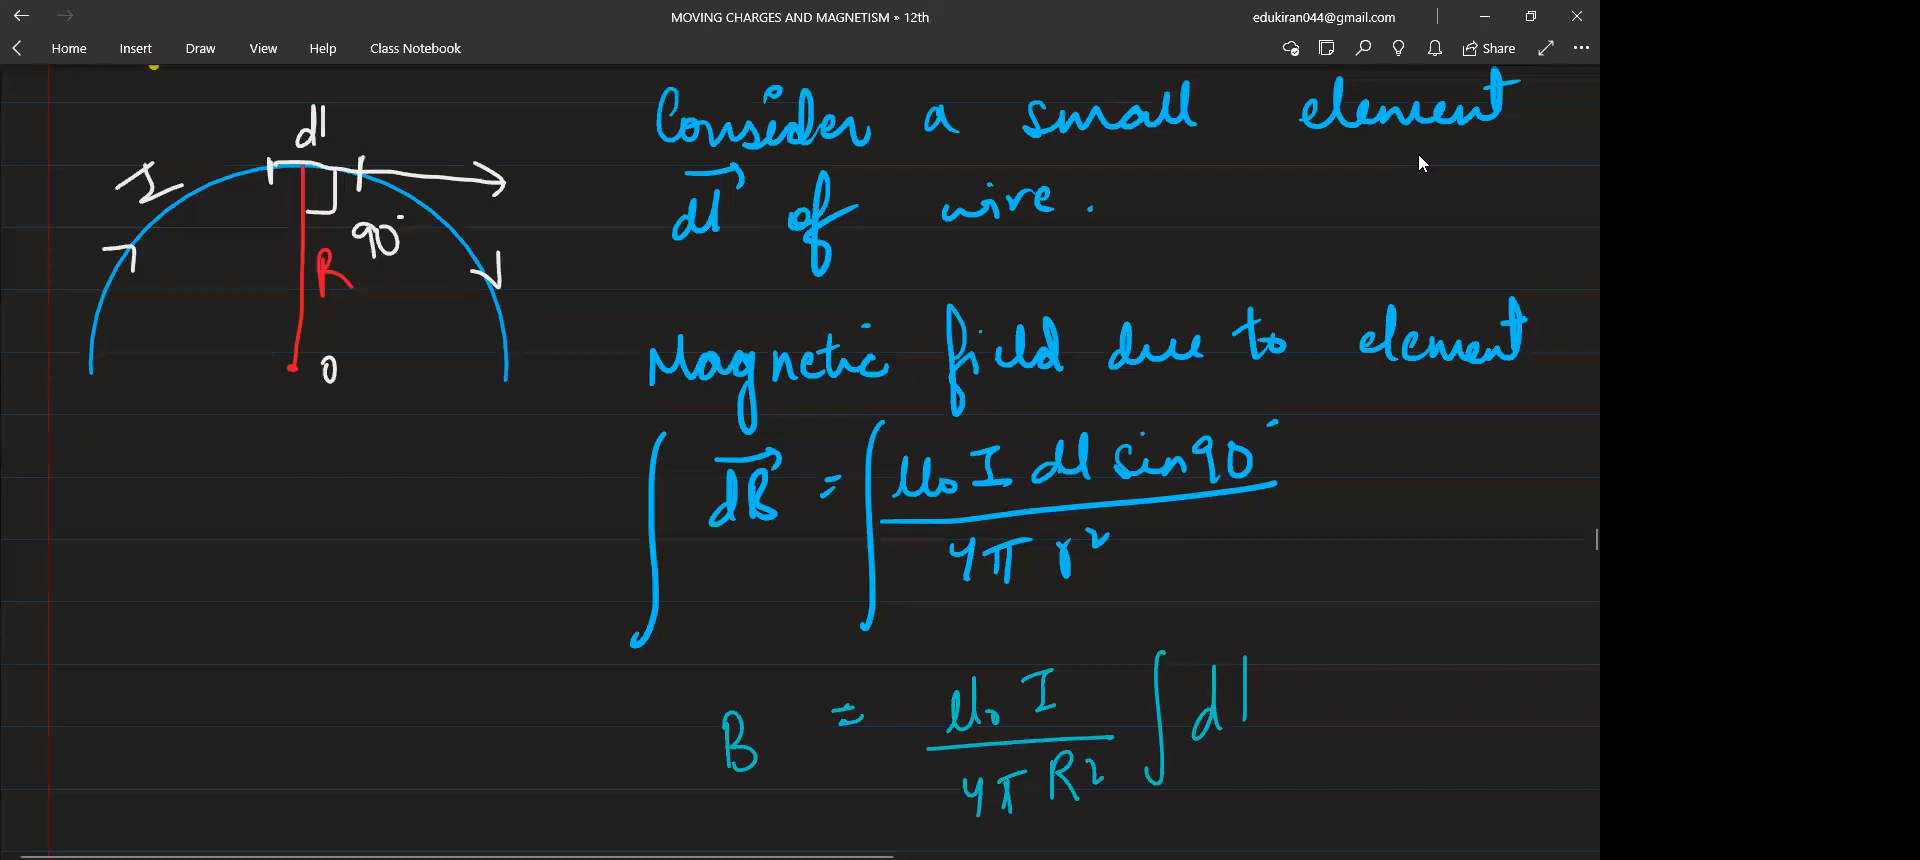 MOVING CHARGES AND MAGNETISM » 12th
edukiran044@gmail.com
Home Insert Draw View Help Class Notebook
Share
dl
I
90°
R
O
Consider a small element
dl of wire.
Magnetic field due to element
∫ dB = ∫ μ₀ I dl sin90° / 4π r²
B = μ₀ I / 4π R² ∫ dl